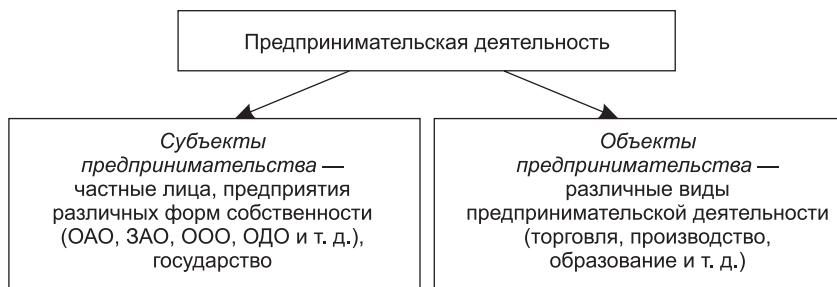 Предпринимательская деятельность
Субъекты
предпринимательства —
частные лица, предприятия
различных форм собственности
(ОАО, ЗАО, ООО, ОДО и т. д.),
государство
Объекты
предпринимательства —
различные виды
предпринимательской деятельности
(торговля, производство,
образование и т. д.)